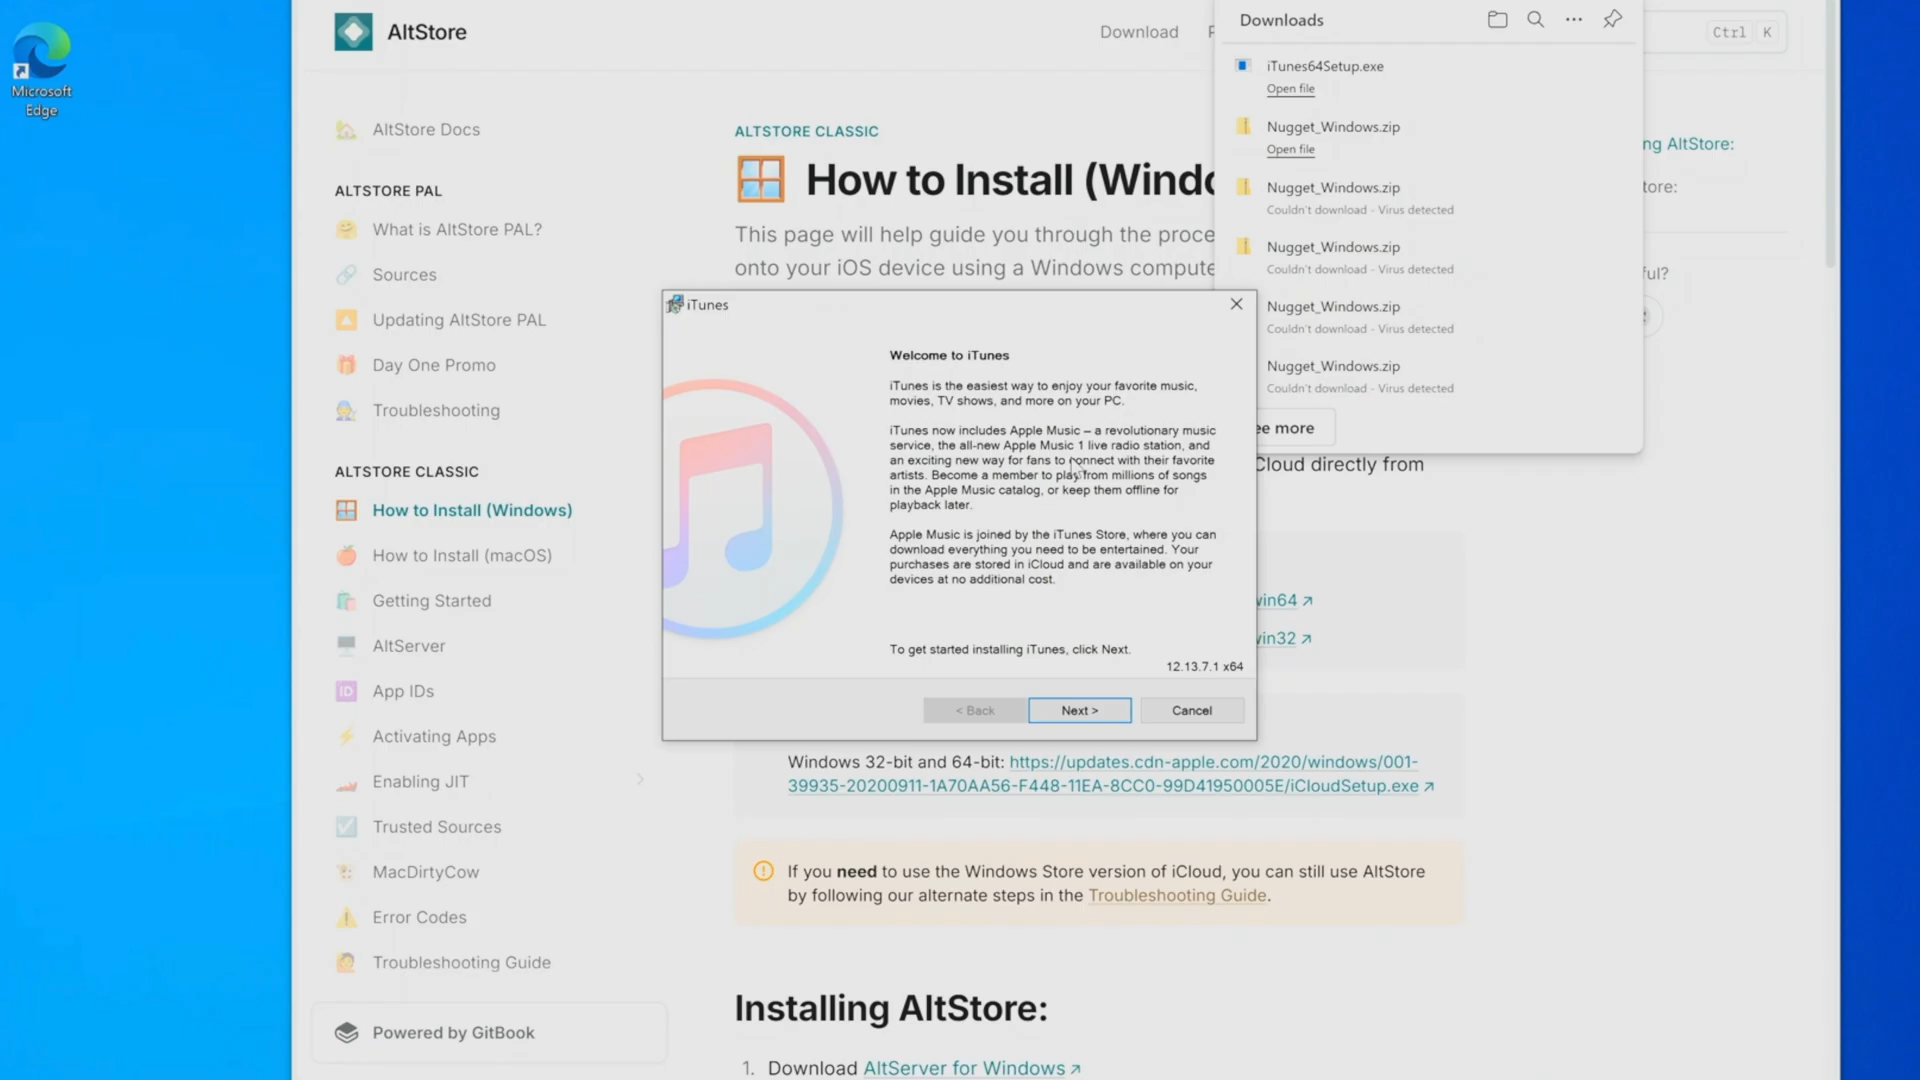 Microsoft
Edge
AltStore
Download
Ctrl K
AltStore Docs
ALTSTORE PAL
What is AltStore PAL?
Sources
Updating AltStore PAL
Day One Promo
Troubleshooting
ALTSTORE CLASSIC
How to Install (Windows)
How to Install (macOS)
Getting Started
AltServer
ID
App IDs
Activating Apps
Enabling JIT
Trusted Sources
MacDirtyCow
Error Codes
Troubleshooting Guide
Powered by GitBook
ALTSTORE CLASSIC
How to Install (Windo
This page will help guide you through the proce
onto your iOS device using a Windows compute
Downloads
iTunes64Setup.exe
Open file
Nugget_Windows.zip
Open file
Nugget_Windows.zip
Couldn't download - Virus detected
Nugget_Windows.zip
Couldn't download - Virus detected
Nugget_Windows.zip
Couldn't download - Virus detected
Nugget_Windows.zip
Couldn't download - Virus detected
ee more
ng AltStore:
tore:
ful?
iTunes
Welcome to iTunes
iTunes is the easiest way to enjoy your favorite music,
movies, TV shows, and more on your PC.
iTunes now includes Apple Music – a revolutionary music
service, the all-new Apple Music 1 live radio station, and
an exciting new way for fans to connect with their favorite
artists. Become a member to play from millions of songs
in the Apple Music catalog, or keep them offline for
playback later.
Apple Music is joined by the iTunes Store, where you can
download everything you need to be entertained. Your
purchases are stored in iCloud and are available on your
devices at no additional cost.
To get started installing iTunes, click Next.
12.13.7.1 x64
< Back
Next >
Cancel
Cloud directly from
win64
win32
Windows 32-bit and 64-bit: https://updates.cdn-apple.com/2020/windows/001-
39935-20200911-1A70AA56-F448-11EA-8CC0-99D41950005E/iCloudSetup.exe
If you need to use the Windows Store version of iCloud, you can still use AltStore
by following our alternate steps in the Troubleshooting Guide.
Installing AltStore:
1. Download AltServer for Windows